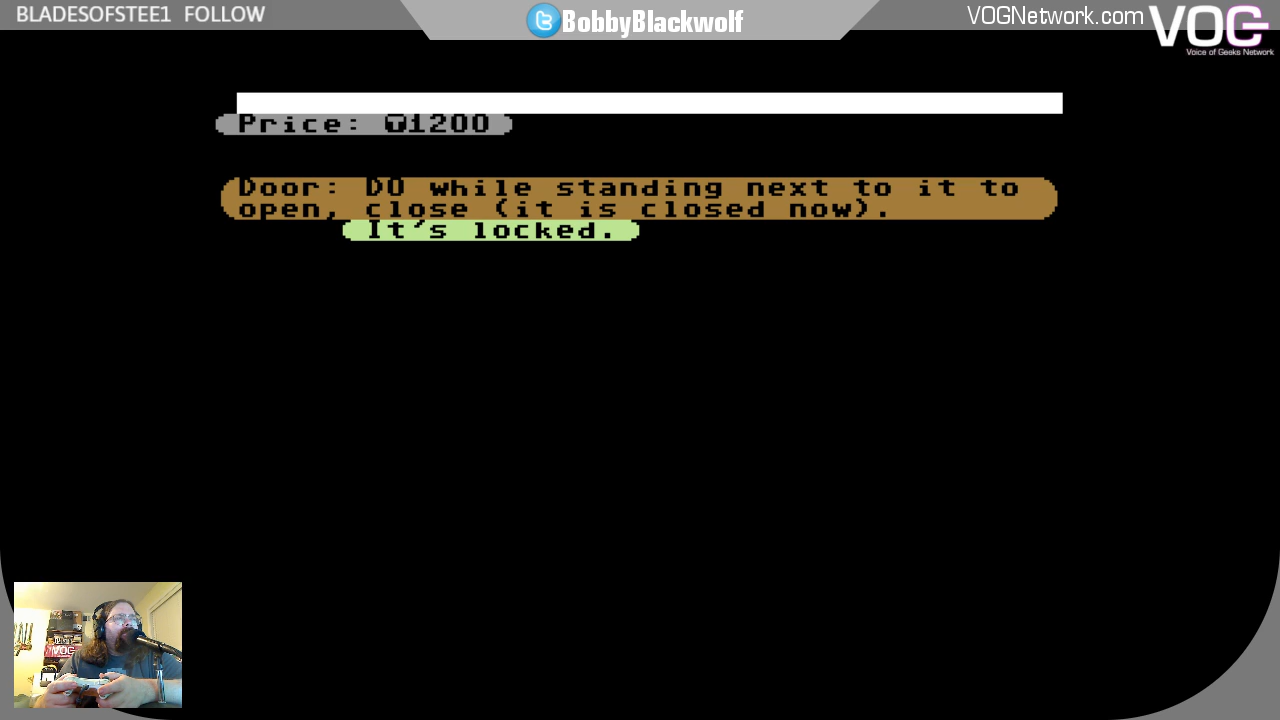 BLADESOFSTEE1 FOLLOW
BobbyBlackwolf
VOGNetwork.com
VOG
Voice of Geeks Network
Price: 1200
Door: DO while standing next to it to
open, close (it is closed now).
It's locked.
VOG